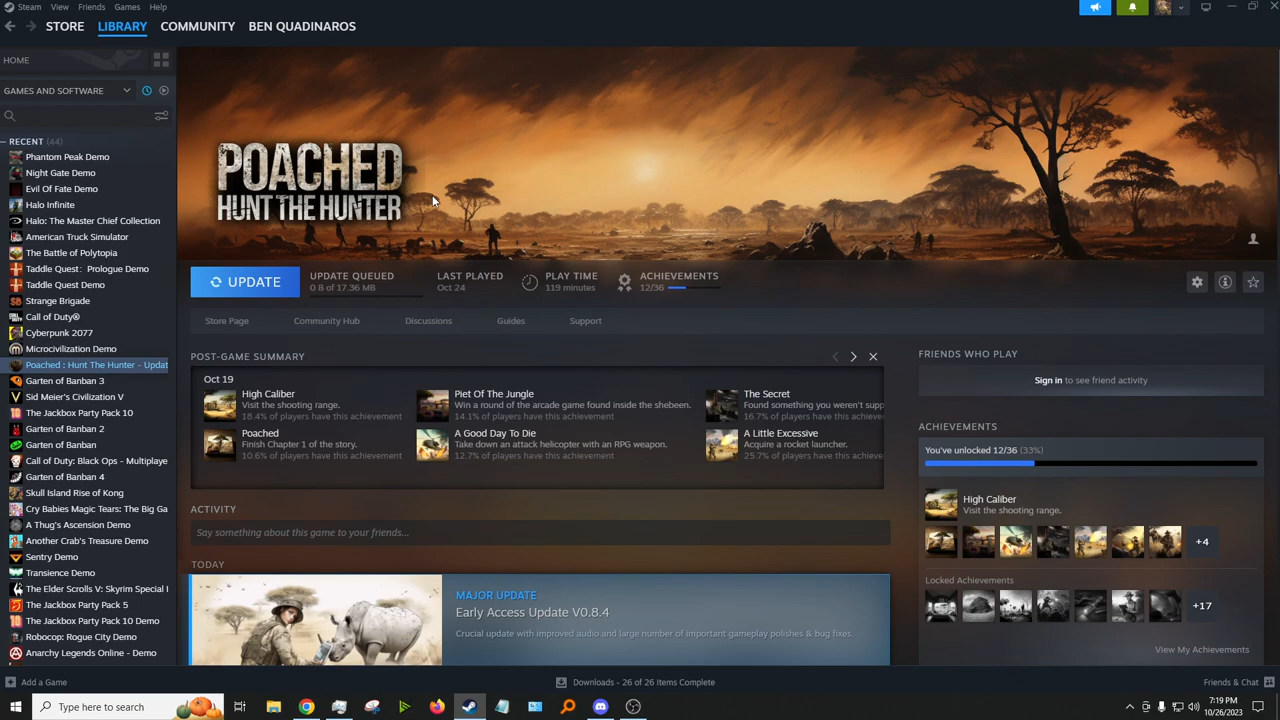 Steam View Friends Games Help
STORE LIBRARY COMMUNITY BEN QUADINAROS
HOME
GAMES AND SOFTWARE
RECENT (44)
Phantom Peak Demo
Night Gate Demo
Evil Of Fate Demo
Halo Infinite
Halo: The Master Chief Collection
American Truck Simulator
The Battle of Polytopia
Taddle Quest: Prologue Demo
Taddle Quest Demo
Strange Brigade
Call of Duty®
Cyberpunk 2077
Microcivilization Demo
Poached : Hunt The Hunter - Updat
Garten of Banban 3
Sid Meier's Civilization V
The Jackbox Party Pack 10
Garten of Banban 2
Garten of Banban
Call of Duty: Black Ops - Multiplaye
Garten of Banban 4
Skull Island Rise of Kong
Cry Babies Magic Tears: The Big Ga
A Thug's Ascension Demo
Another Crab's Treasure Demo
Sentry Demo
Transience Demo
The Elder Scrolls V: Skyrim Special I
The Jackbox Party Pack 5
The Jackbox Party Pack 10 Demo
Robocop: Rogue City Demo
Anarchy Legends Online - Demo
POACHED
HUNT THE HUNTER
UPDATE
UPDATE QUEUED
0 B of 17.36 MB
LAST PLAYED
Oct 24
PLAY TIME
119 minutes
ACHIEVEMENTS
12/36
Store Page Community Hub Discussions Guides Support
POST-GAME SUMMARY
Oct 19
High Caliber
Visit the shooting range.
18.4% of players have this achievement
Piet Of The Jungle
Win a round of the arcade game found inside the shebeen.
14.1% of players have this achievement
The Secret
Found something you weren't supp
16.7% of players have this achieve
Poached
Finish Chapter 1 of the story.
10.6% of players have this achievement
A Good Day To Die
Take down an attack helicopter with an RPG weapon.
12.7% of players have this achievement
A Little Excessive
Acquire a rocket launcher.
25.7% of players have this achieve
ACTIVITY
Say something about this game to your friends...
TODAY
MAJOR UPDATE
Early Access Update V0.8.4
Crucial update with improved audio and large number of important gameplay polishes & bug fixes.
FRIENDS WHO PLAY
Sign in to see friend activity
ACHIEVEMENTS
You've unlocked 12/36 (33%)
High Caliber
Visit the shooting range.
+4
Locked Achievements
+17
View My Achievements
Add a Game
Downloads - 26 of 26 Items Complete
Friends & Chat
Type here to search
7:19 PM
10/26/2023